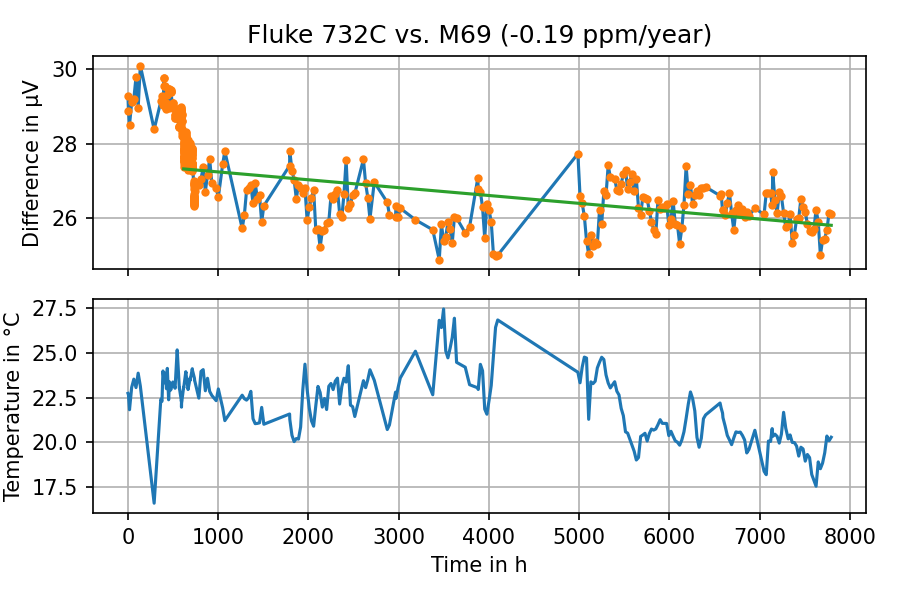 Fluke 732C vs. M69 (-0.19 ppm/year)
Difference in µV
30
28
26
Temperature in °C
27.5
25.0
22.5
20.0
17.5
0 1000 2000 3000 4000 5000 6000 7000 8000
Time in h